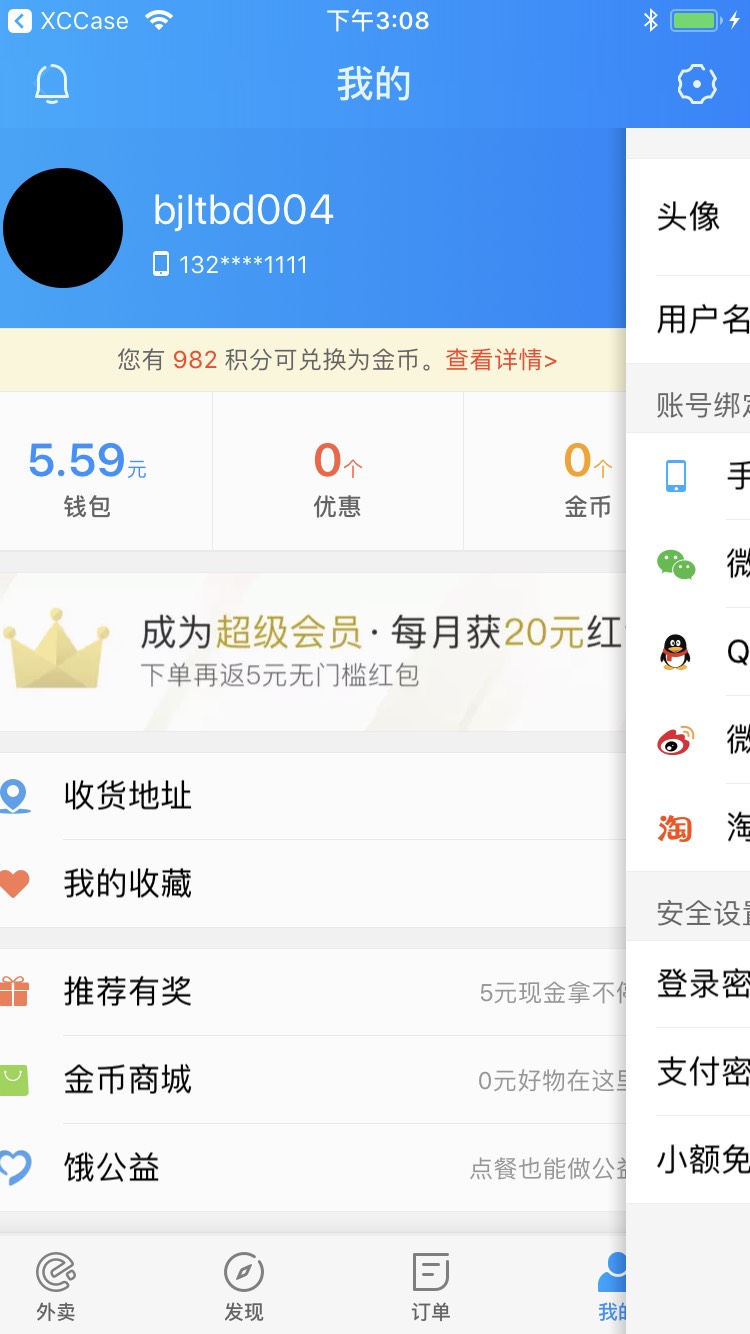 XCCase
下午3:08
我的
bjltbd004
132****1111
您有 982 积分可兑换为金币。查看详情>
5.59元
钱包
0个
优惠
0个
金币
成为超级会员·每月获20元红
下单再返5元无门槛红包
收货地址
我的收藏
推荐有奖
5元现金拿不
金币商城
0元好物在这
饿公益
点餐也能做公
外卖
发现
订单
我的
头像
用户名
账号绑
手
微
Q
微
淘
淘
安全设
登录密
支付密
小额免